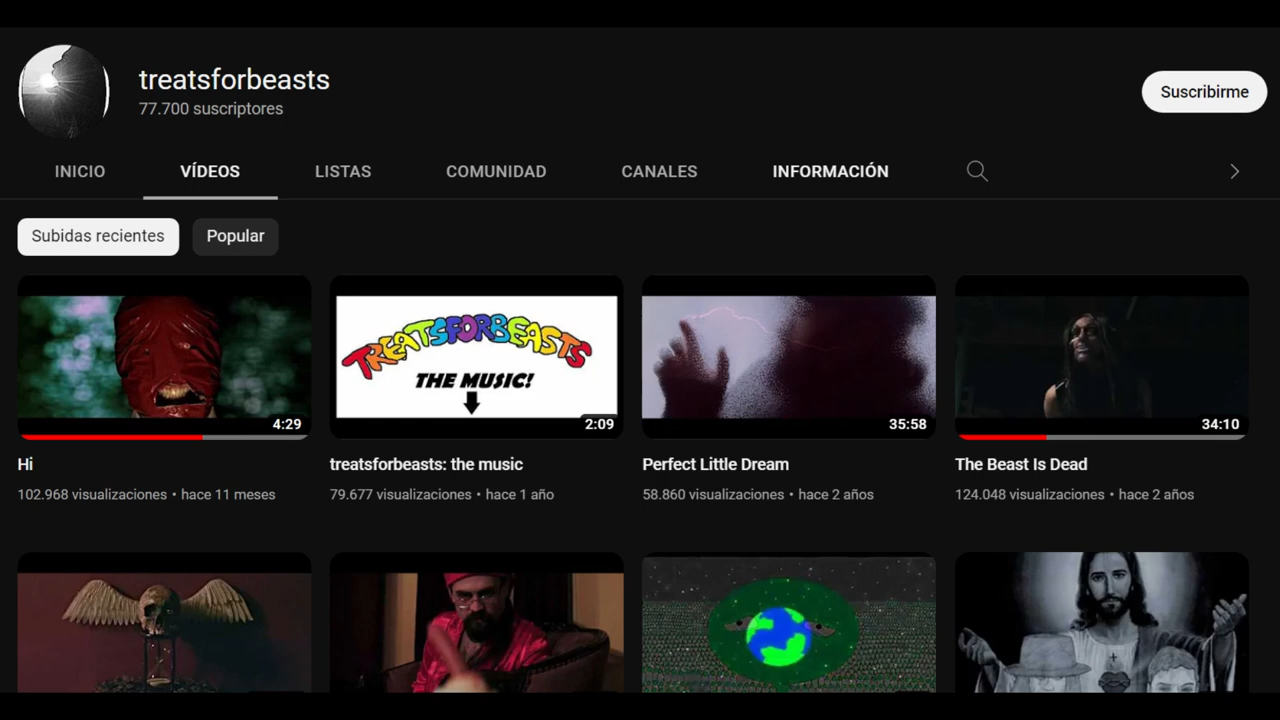 treatsforbeasts
77.700 suscriptores
Suscribirme
INICIO VÍDEOS LISTAS COMUNIDAD CANALES INFORMACIÓN
Subidas recientes Popular
TREATSFORBEASTS
THE MUSIC!
4:29 2:09 35:58 34:10
Hi treatsforbeasts: the music Perfect Little Dream The Beast Is Dead
102.968 visualizaciones • hace 11 meses 79.677 visualizaciones • hace 1 año 58.860 visualizaciones • hace 2 años 124.048 visualizaciones • hace 2 años